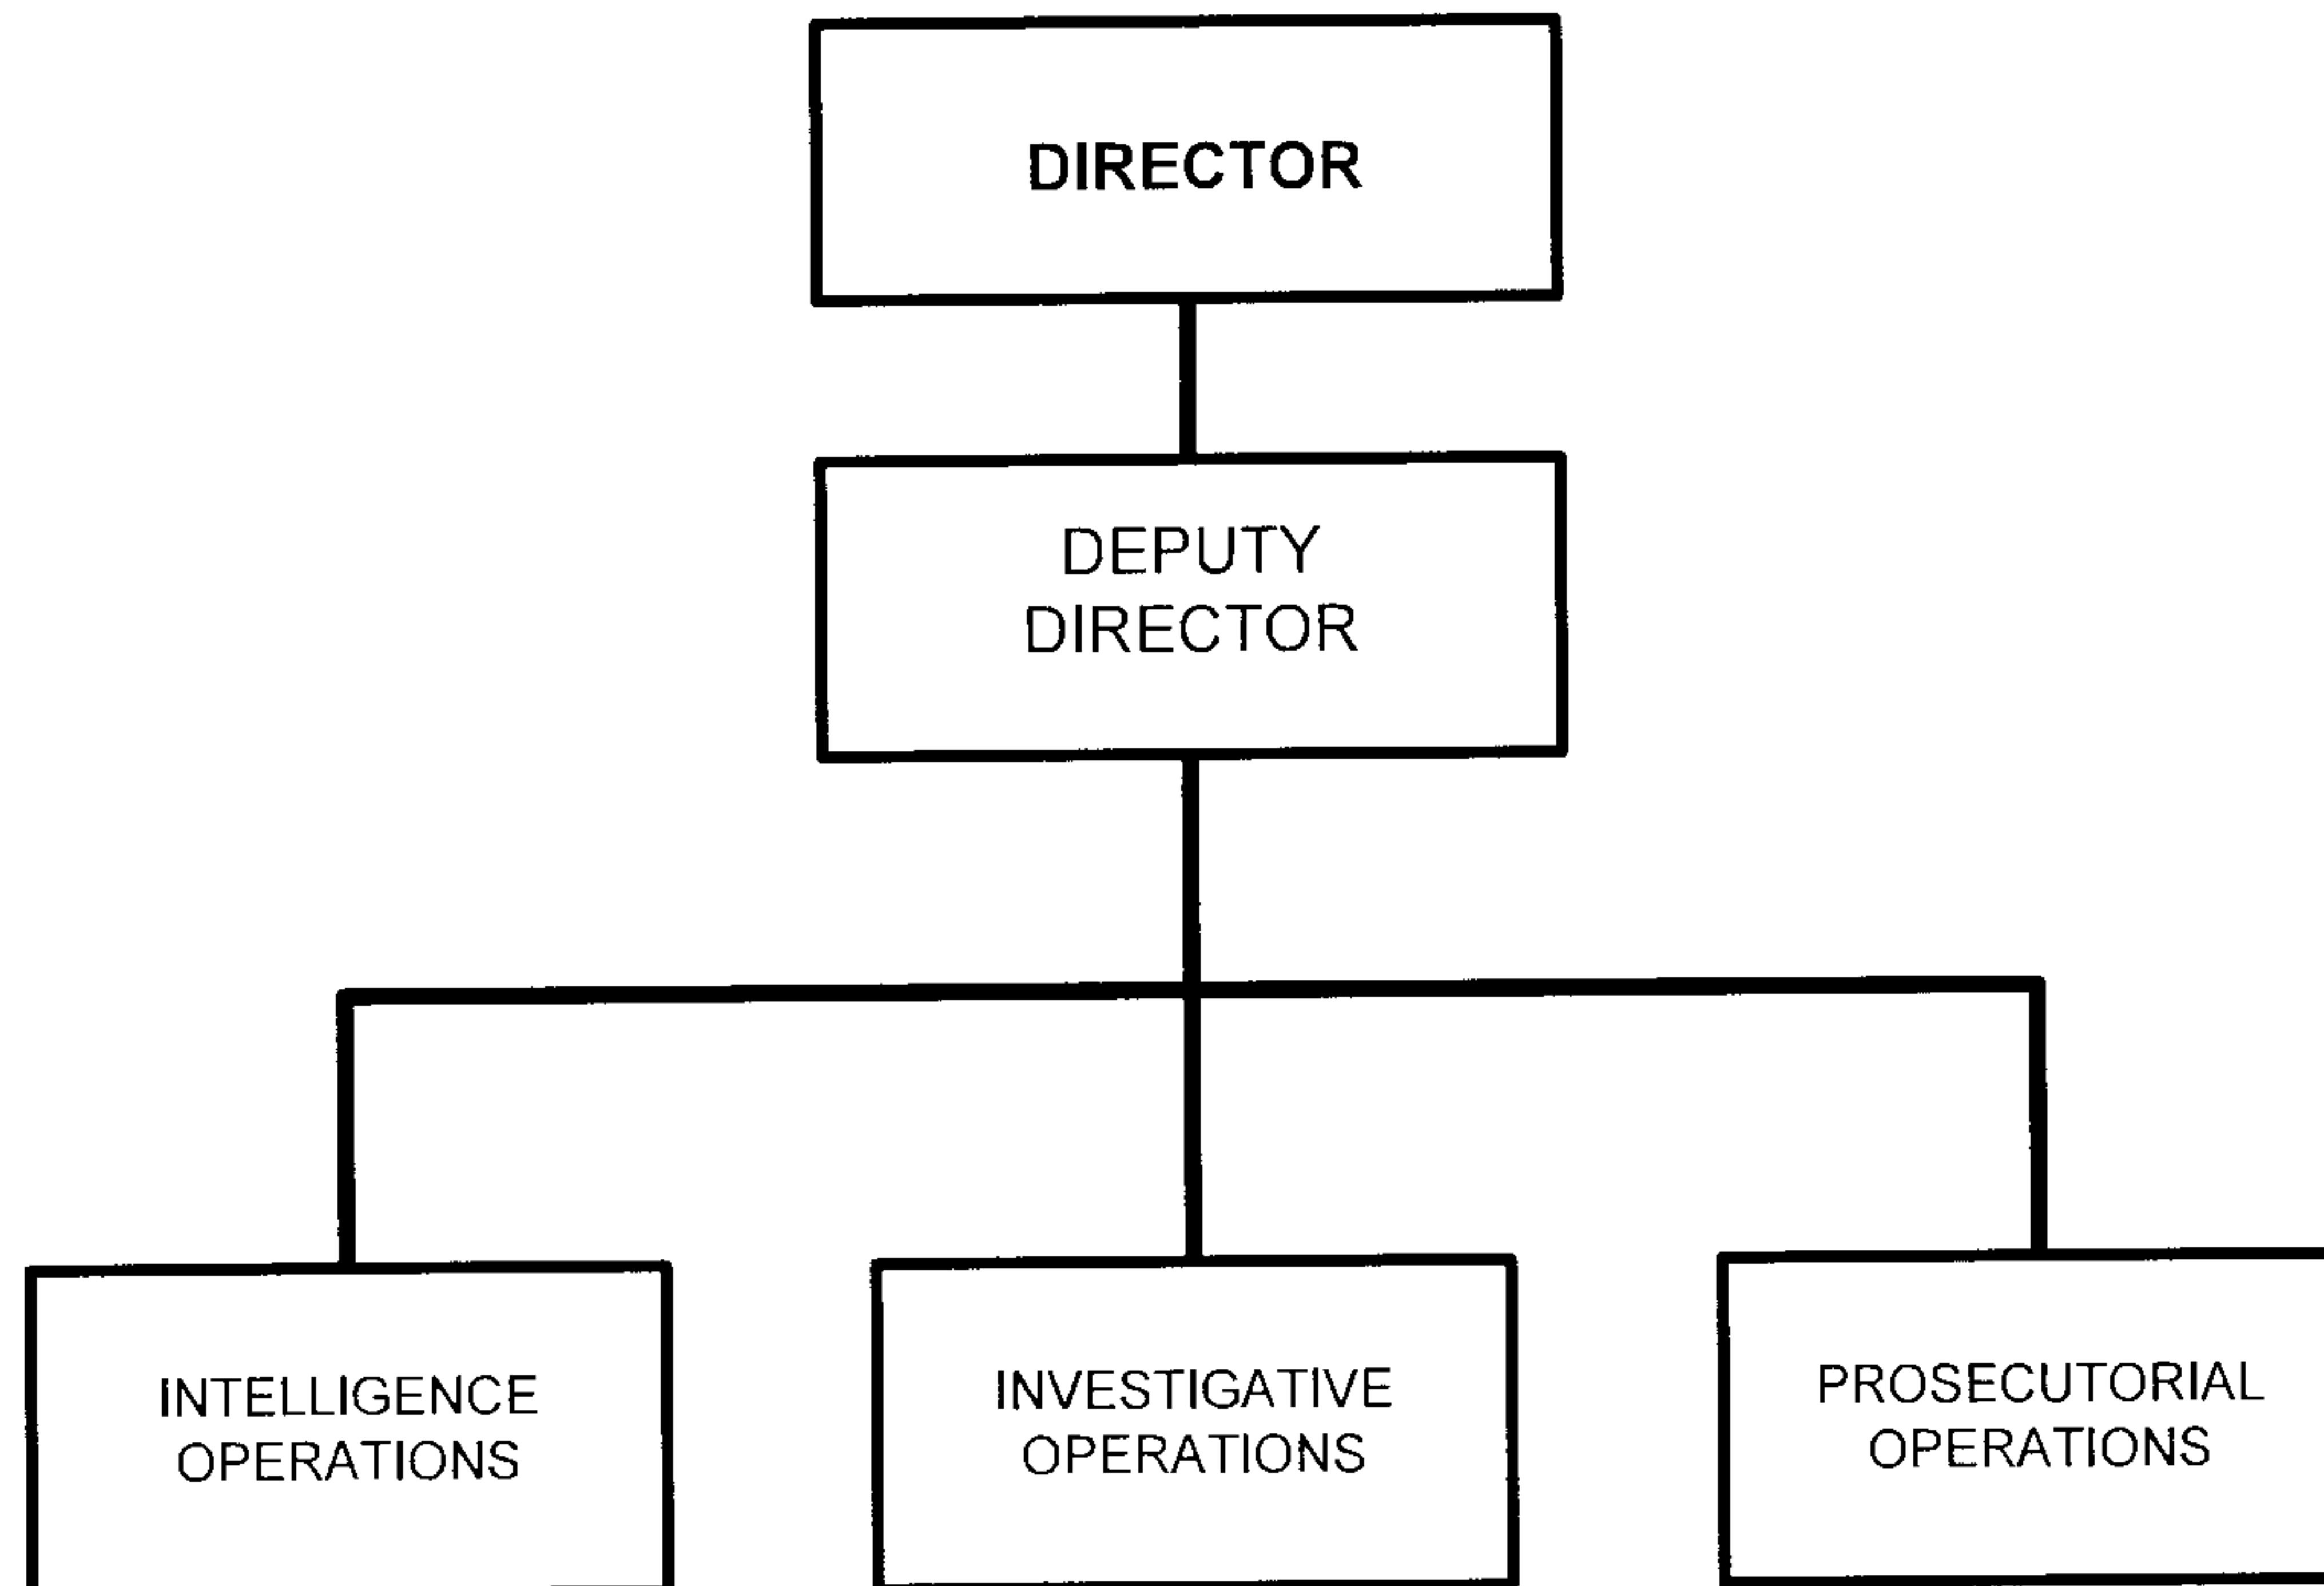 DIRECTOR
DEPUTY
DIRECTOR
INTELLIGENCE
OPERATIONS
INVESTIGATIVE
OPERATIONS
PROSECUTORIAL
OPERATIONS